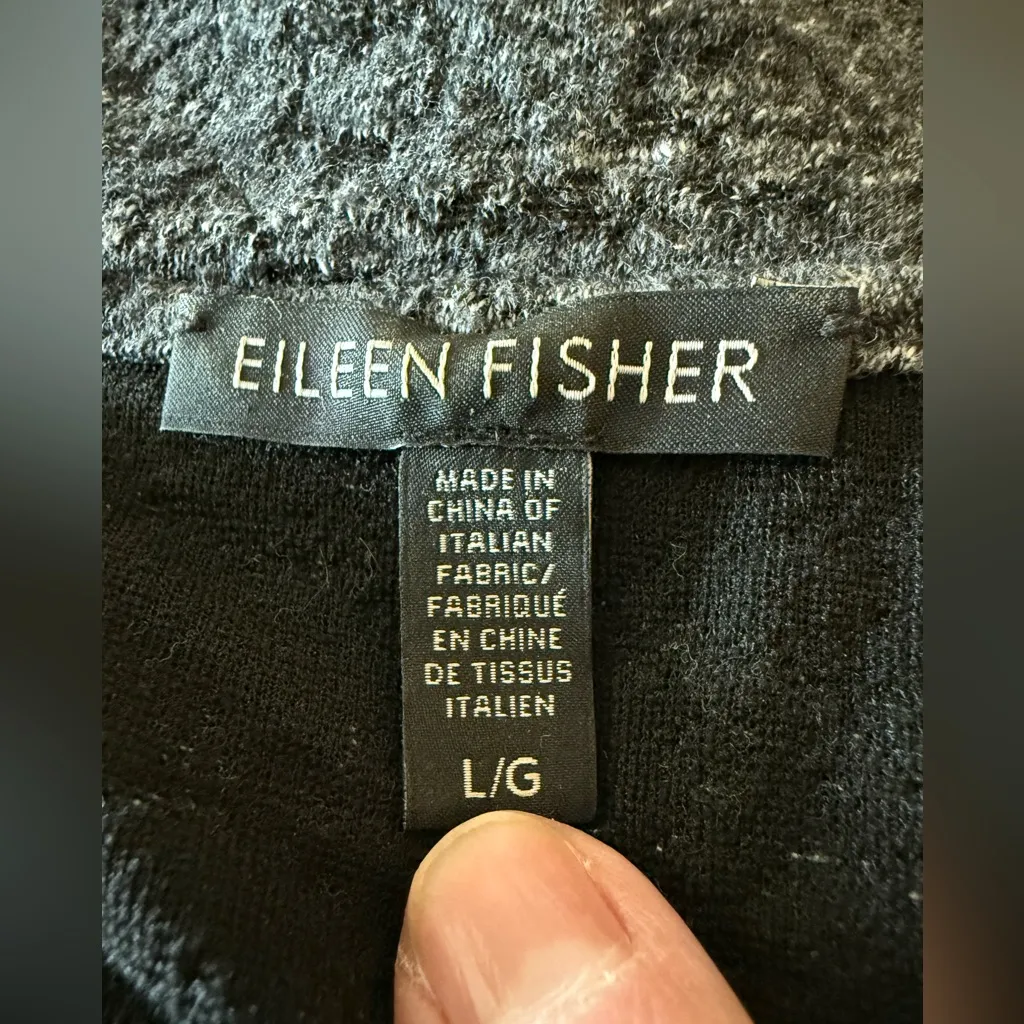 EILEEN FISHER
MADE IN
CHINA OF
ITALIAN
FABRIC/
FABRIQUÉ
EN CHINE
DE TISSUS
ITALIEN
L/G